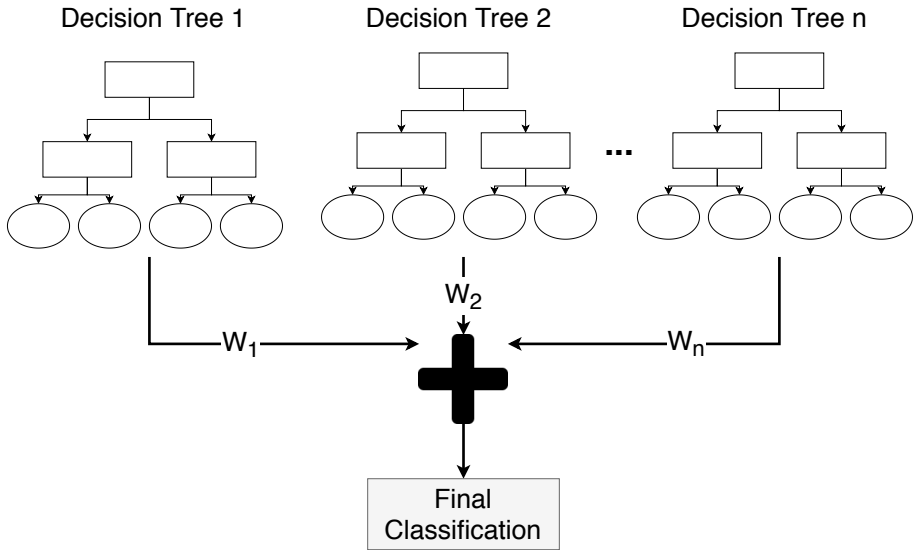 Decision Tree 1
Decision Tree 2
Decision Tree n
...
W₂
W₁
Wₙ
Final
Classification